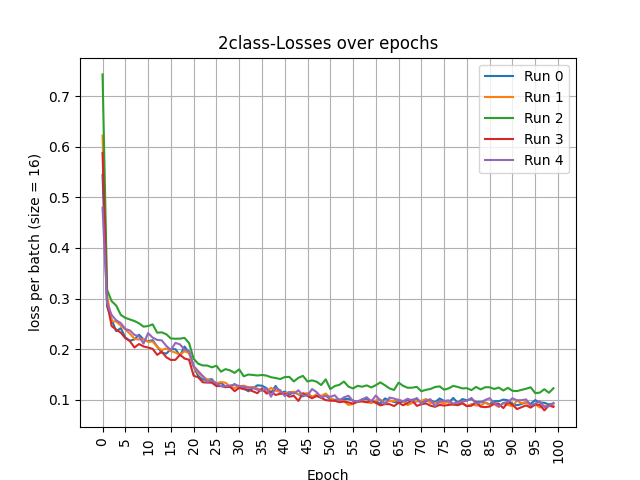 2class-Losses over epochs
loss per batch (size = 16)
0.7
0.6
0.5
0.4
0.3
0.2
0.1
Run 0
Run 1
Run 2
Run 3
Run 4
0 5 10 15 20 25 30 35 40 45 50 55 60 65 70 75 80 85 90 95 100
Epoch